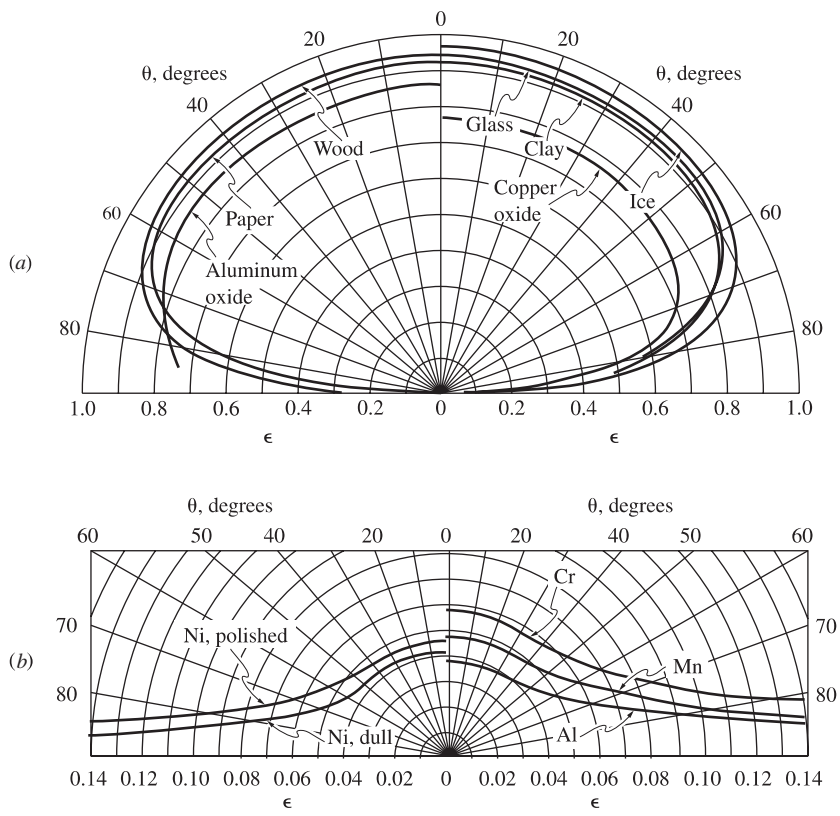 0
20 20
θ, degrees θ, degrees
40 40
Glass
Wood Clay
Copper
oxide
Ice
Paper
60 60
(a)
Aluminum
oxide
80 80
1.0 0.8 0.6 0.4 0.2 0 0.2 0.4 0.6 0.8 1.0
ϵ ϵ
θ, degrees θ, degrees
60 50 40 20 0 20 40 50 60
Cr
70 70
Ni, polished
(b)
Mn
80 80
Ni, dull Al
0.14 0.12 0.10 0.08 0.06 0.04 0.02 0 0.02 0.04 0.06 0.08 0.10 0.12 0.14
ϵ ϵ